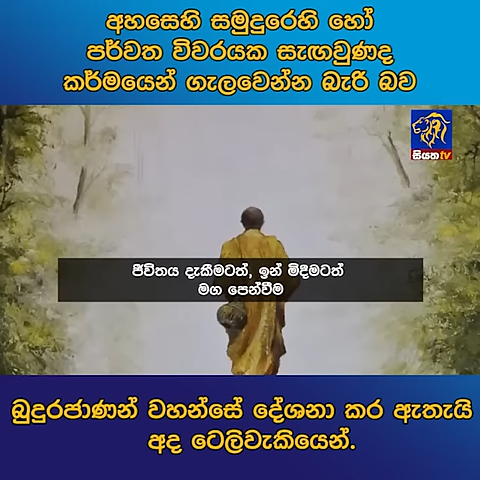 අහසෙහි සමුදුරෙහි හෝ
පර්වත විවරයක සැඟවුණද
කර්මයෙන් ගැලවෙන්න බැරි බව
සියත tv
ජීවිතය දැකීමටත්, ඉන් මිදීමටත්
මග පෙන්වීම
බුදුරජාණන් වහන්සේ දේශනා කර ඇතැයි
අද ටෙලිවැකියෙන්.